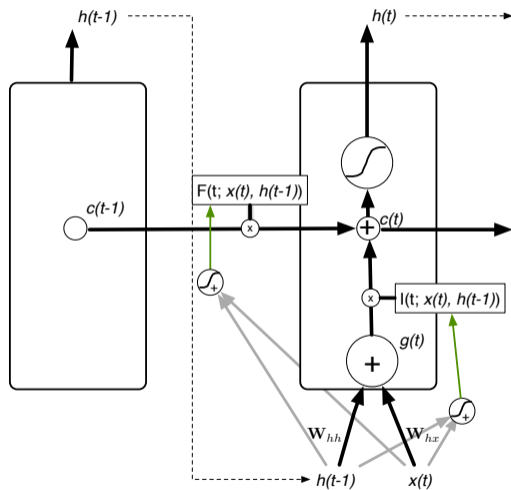 h(t-1)
h(t)
F(t; x(t), h(t-1))
c(t-1)
x
+
c(t)
+
x
I(t; x(t), h(t-1))
g(t)
+
+
W_hh
W_hx
h(t-1)
x(t)